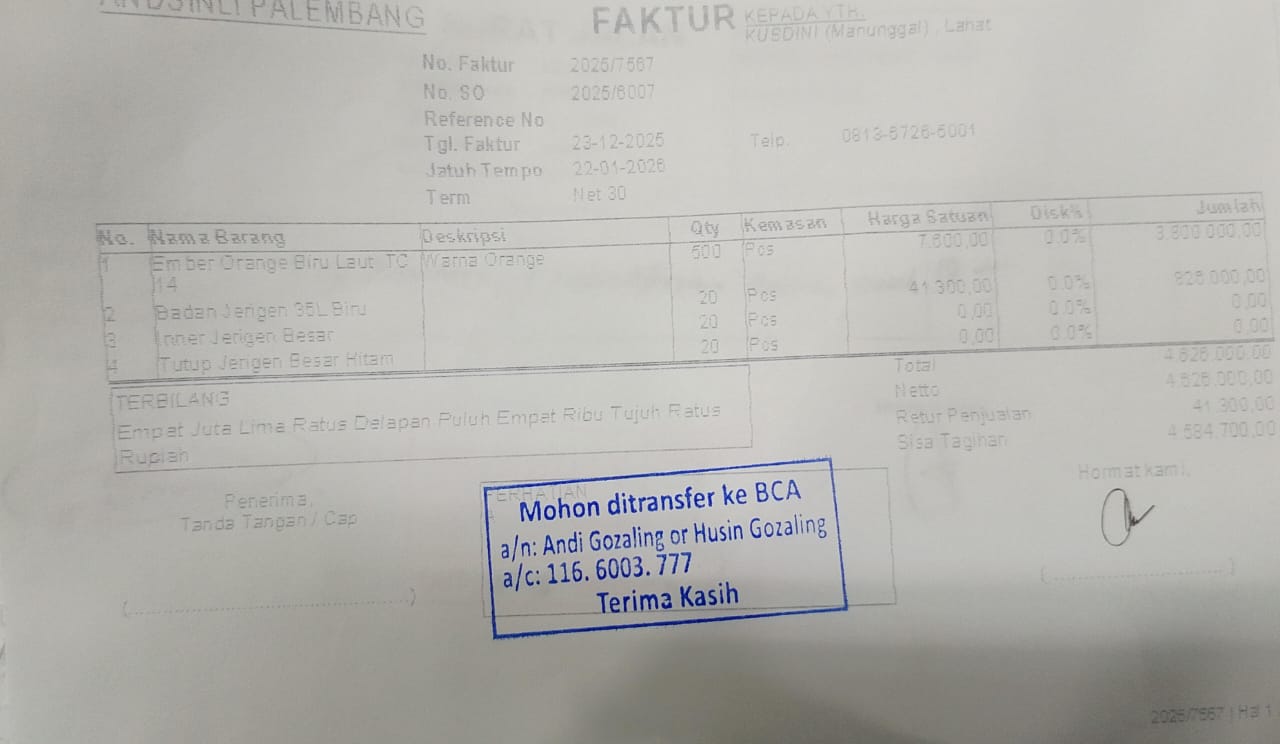 PALEMBANG
FAKTUR
KEPADA YTH.
KUSDINI (Manunggal) , Lahat
No. Faktur 2025/7567
No. SO 2025/6007
Reference No
Tgl. Faktur 23-12-2025 Telp.
Jatuh Tempo 22-01-2026
Term Net 30
No. Nama Barang Deskripsi Qty Kemasan Harga Satuan Disk% Jumlah
1 Ember Orange Biru Laut TC Warna Orange 500 Pcs 7.600,00 0.0% 3.800.000,00
14
2 Badan Jerigen 35L Biru 20 Pcs 41.300,00 0.0% 826.000,00
3 Inner Jerigen Besar 20 Pcs 0,00 0.0% 0,00
4 Tutup Jerigen Besar Hitam 20 Pcs 0,00 0.0% 0,00
Total 4.626.000,00
Netto 4.626.000,00
Retur Penjualan 41.300,00
Sisa Tagihan 4.584.700,00
TERBILANG
Empat Juta Lima Ratus Delapan Puluh Empat Ribu Tujuh Ratus
Rupiah
Penerima,
Tanda Tangan / Cap
PERHATIAN
Mohon ditransfer ke BCA
a/n: Andi Gozaling or Husin Gozaling
a/c: 116. 6003. 777
Terima Kasih
Hormat kami,
(........................................)
(........................................)
2025/7567 | Hal 1